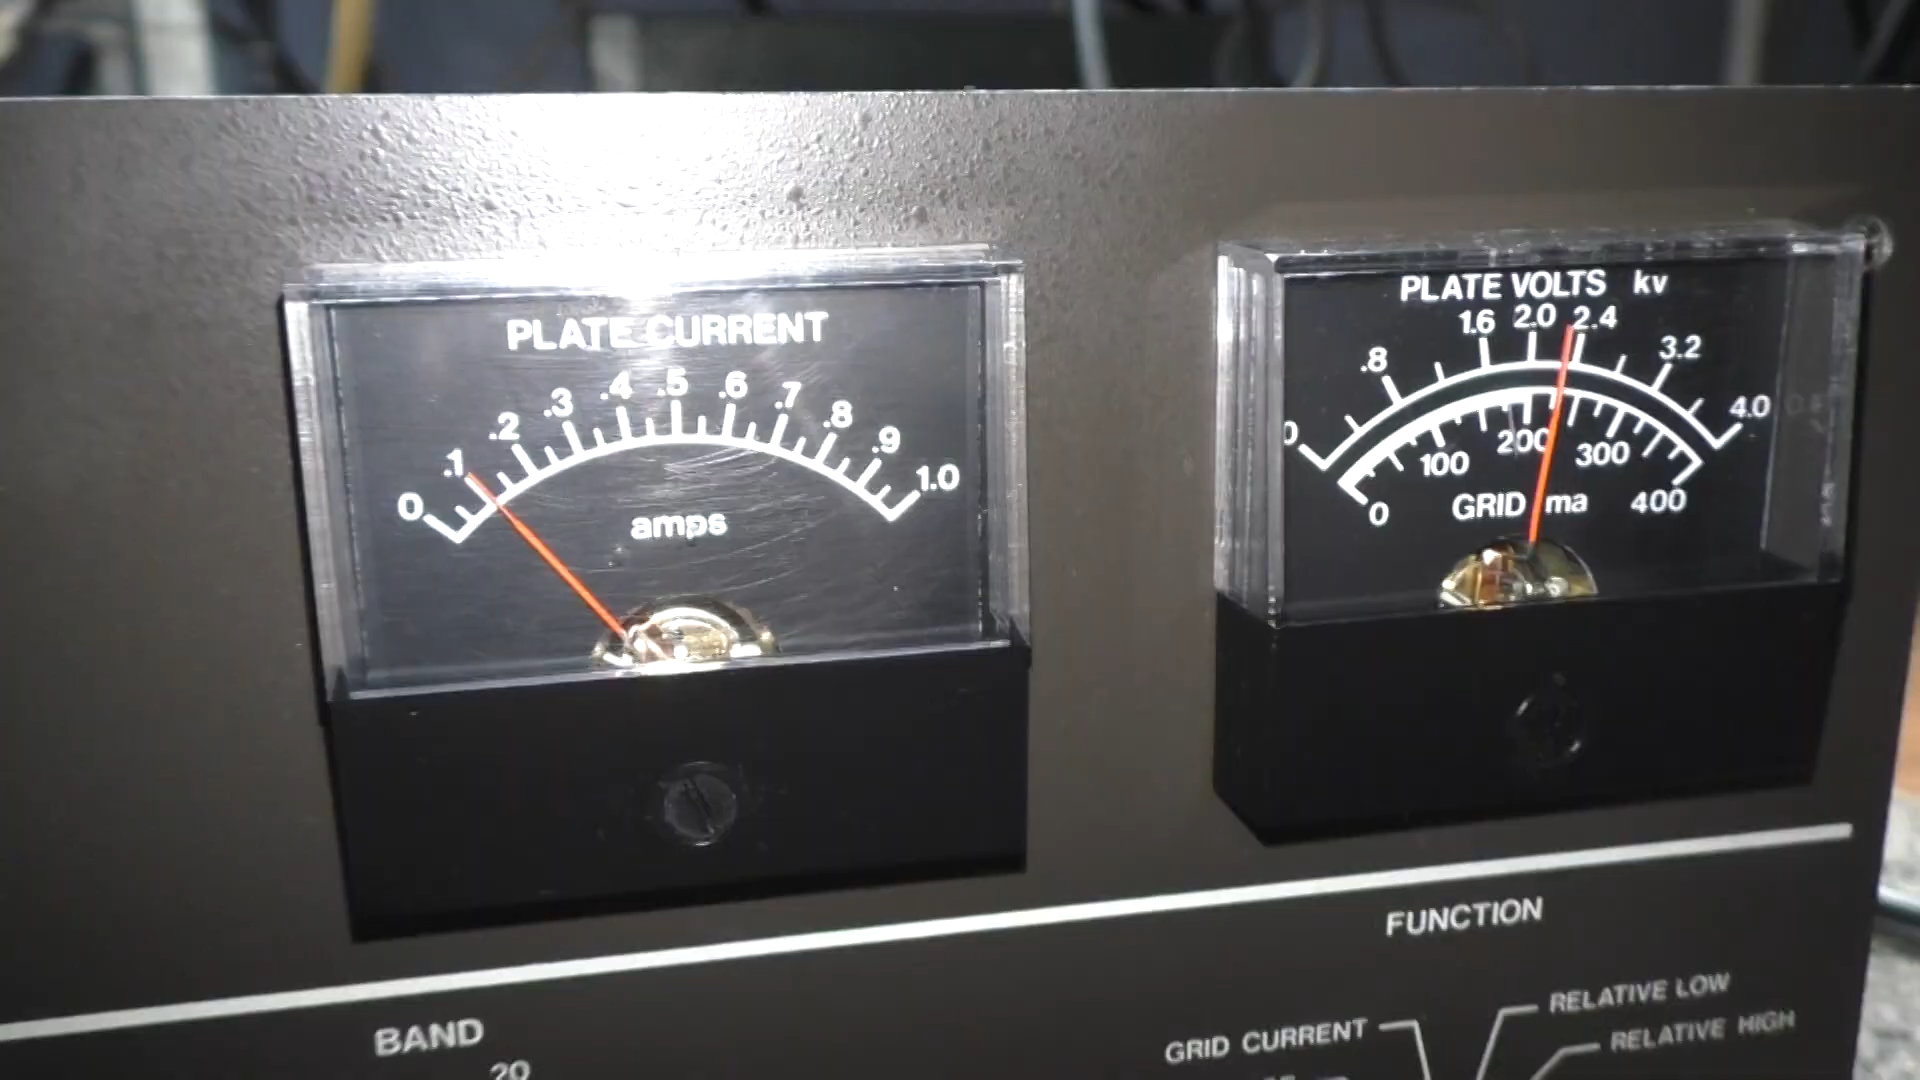 PLATE CURRENT
0 .1 .2 .3 .4 .5 .6 .7 .8 .9 1.0
amps
PLATE VOLTS kv
0 .8 1.6 2.0 2.4 3.2 4.0
0 100 200 300 400
GRID ma
FUNCTION
RELATIVE LOW
RELATIVE HIGH
GRID CURRENT
BAND
20